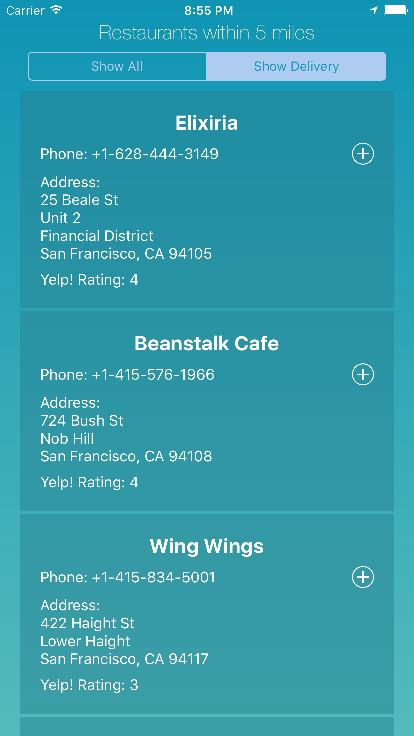 Carrier 8:55 PM
Restaurants within 5 miles
Show All Show Delivery
Elixiria
Phone: +1-628-444-3149
Address:
25 Beale St
Unit 2
Financial District
San Francisco, CA 94105
Yelp! Rating: 4
Beanstalk Cafe
Phone: +1-415-576-1966
Address:
724 Bush St
Nob Hill
San Francisco, CA 94108
Yelp! Rating: 4
Wing Wings
Phone: +1-415-834-5001
Address:
422 Haight St
Lower Haight
San Francisco, CA 94117
Yelp! Rating: 3